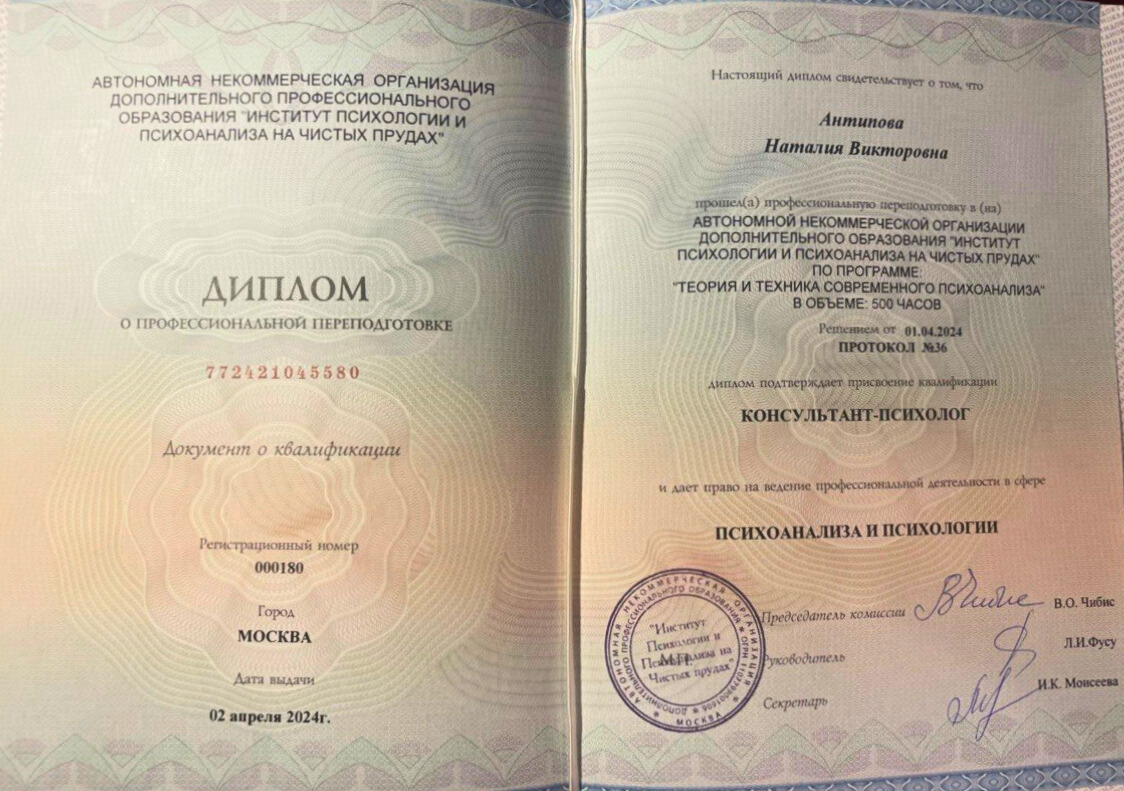 АВТОНОМНАЯ НЕКОММЕРЧЕСКАЯ ОРГАНИЗАЦИЯ
ДОПОЛНИТЕЛЬНОГО ПРОФЕССИОНАЛЬНОГО
ОБРАЗОВАНИЯ "ИНСТИТУТ ПСИХОЛОГИИ И
ПСИХОАНАЛИЗА НА ЧИСТЫХ ПРУДАХ"
ДИПЛОМ
О ПРОФЕССИОНАЛЬНОЙ ПЕРЕПОДГОТОВКЕ
772421045580
Документ о квалификации
Регистрационный номер
000180
Город
МОСКВА
Дата выдачи
02 апреля 2024г.
Настоящий диплом свидетельствует о том, что
Антипова
Наталия Викторовна
прошел(а) профессиональную переподготовку в (на)
АВТОНОМНОЙ НЕКОММЕРЧЕСКОЙ ОРГАНИЗАЦИИ
ДОПОЛНИТЕЛЬНОГО ОБРАЗОВАНИЯ "ИНСТИТУТ
ПСИХОЛОГИИ И ПСИХОАНАЛИЗА НА ЧИСТЫХ ПРУДАХ"
ПО ПРОГРАММЕ:
"ТЕОРИЯ И ТЕХНИКА СОВРЕМЕННОГО ПСИХОАНАЛИЗА"
В ОБЪЕМЕ: 500 ЧАСОВ
Решением от 01.04.2024
ПРОТОКОЛ №36
диплом подтверждает присвоение квалификации
КОНСУЛЬТАНТ-ПСИХОЛОГ
и дает право на ведение профессиональной деятельности в сфере
ПСИХОАНАЛИЗА И ПСИХОЛОГИИ
Председатель комиссии В.О. Чибис
Руководитель Л.И.Фусу
Секретарь И.К. Моисеева
М.П.
АВТОНОМНАЯ НЕКОММЕРЧЕСКАЯ ОРГАНИЗАЦИЯ
ДОПОЛНИТЕЛЬНОГО ПРОФЕССИОНАЛЬНОГО ОБРАЗОВАНИЯ
МОСКВА
"Институт
Психологии и
Психоанализа на
Чистых прудах"